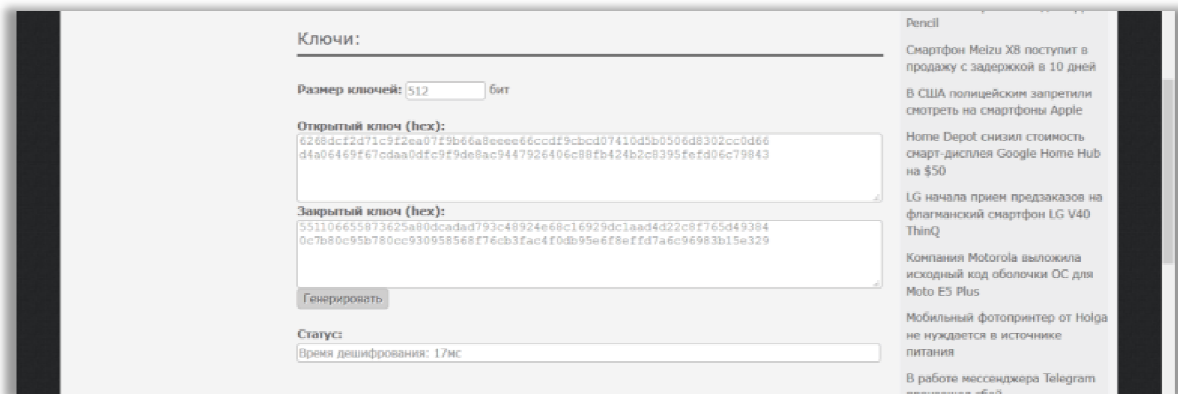 Ключи:
Размер ключей: 512 бит
Открытый ключ (hex):
6268dcf2d71c9f2ea07f9b66a8eeee66ccdf9cbcd07410d5b0506d8302cc0d66
d4a06469f67cdaa0dfc9f9de8ac9447926406c88fb424b2c8395fefd06c79843
Закрытый ключ (hex):
551106655873625a80dcadad793c48924e68c16929dc1aad4d22c8f765d49384
0c7b80c95b780cc930958568f76cb3fac4f0db95e6f8effd7a6c96983b15e329
Генерировать
Статус:
Время дешифрования: 17мс
Pencil
Смартфон Meizu X8 поступит в
продажу с задержкой в 10 дней
В США полицейским запретили
смотреть на смартфоны Apple
Home Depot снизил стоимость
смарт-дисплея Google Home Hub
на $50
LG начала прием предзаказов на
флагманский смартфон LG V40
ThinQ
Компания Motorola выложила
исходный код оболочки ОС для
Moto E5 Plus
Мобильный фотопринтер от Holga
не нуждается в источнике
питания
В работе мессенджера Telegram